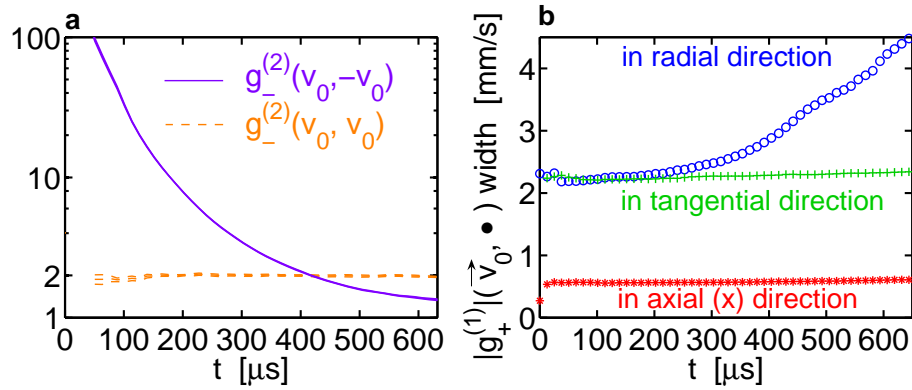 a
100
10
2
1
0 100 200 300 400 500 600
t [μs]
g_−^(2)(v_0,−v_0)
g_−^(2)(v_0, v_0)
b
|g_+^(1)|(v⃗_0, •) width [mm/s]
4
3
2
1
0
0 100 200 300 400 500 600
t [μs]
in radial direction
in tangential direction
in axial (x) direction